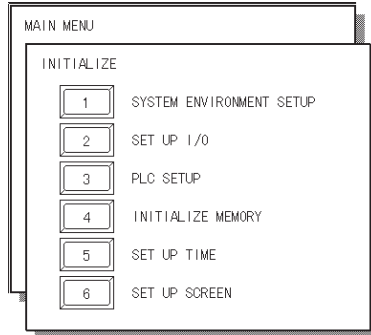 MAIN MENU
INITIALIZE
1 SYSTEM ENVIRONMENT SETUP
2 SET UP I/O
3 PLC SETUP
4 INITIALIZE MEMORY
5 SET UP TIME
6 SET UP SCREEN